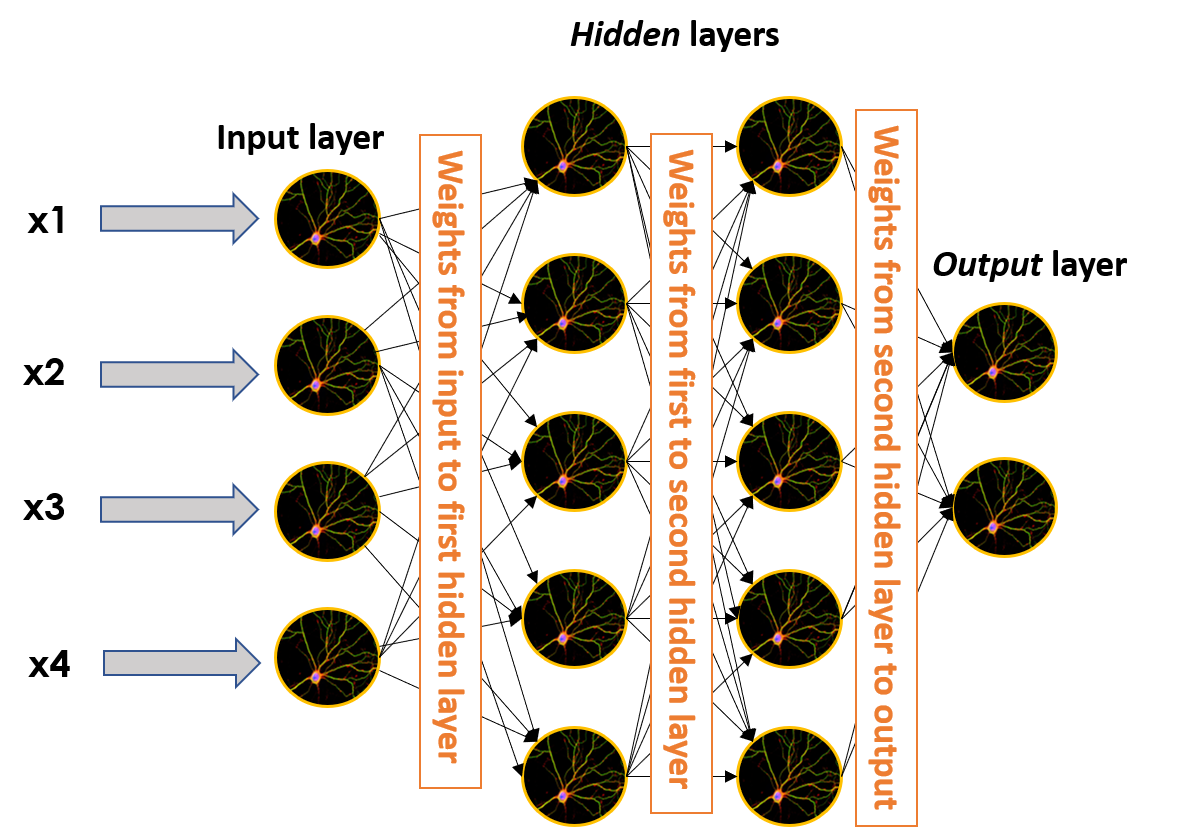 Hidden layers
Input layer
x1
x2
x3
x4
Weights from input to first hidden layer
Weights from first to second hidden layer
Weights from second hidden layer to output
Output layer